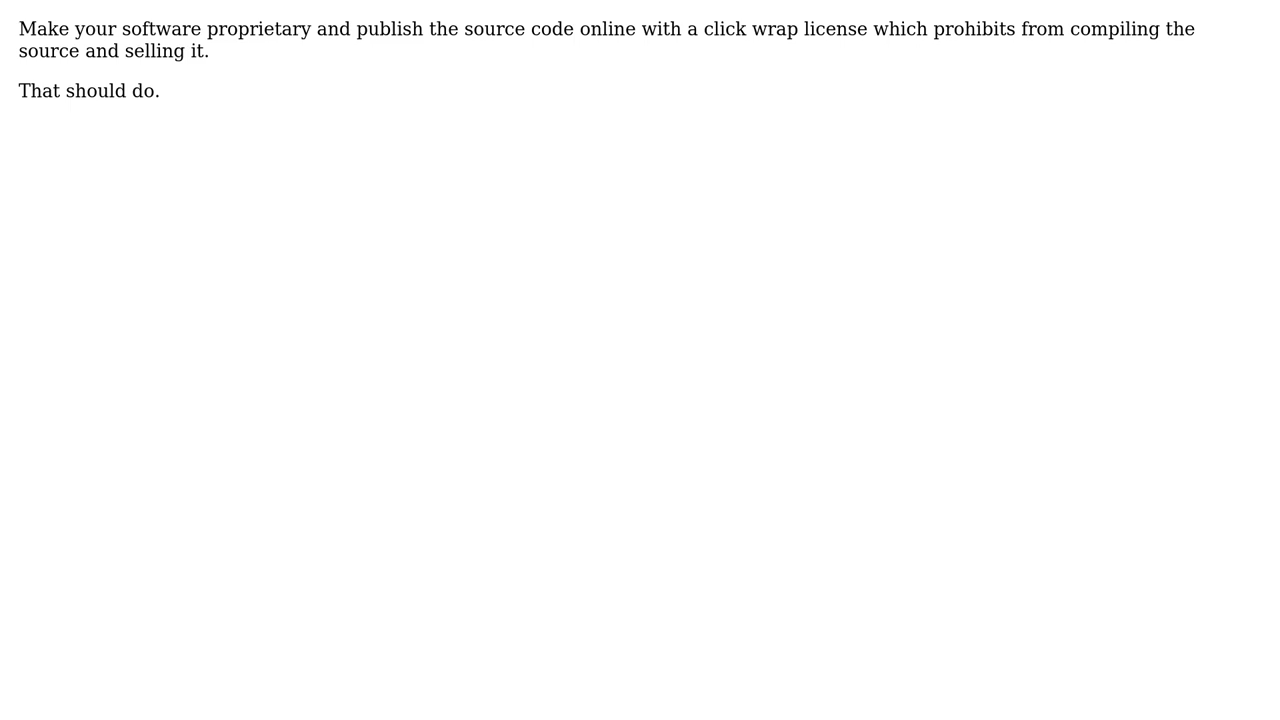 Make your software proprietary and publish the source code online with a click wrap license which prohibits from compiling the
source and selling it.
That should do.